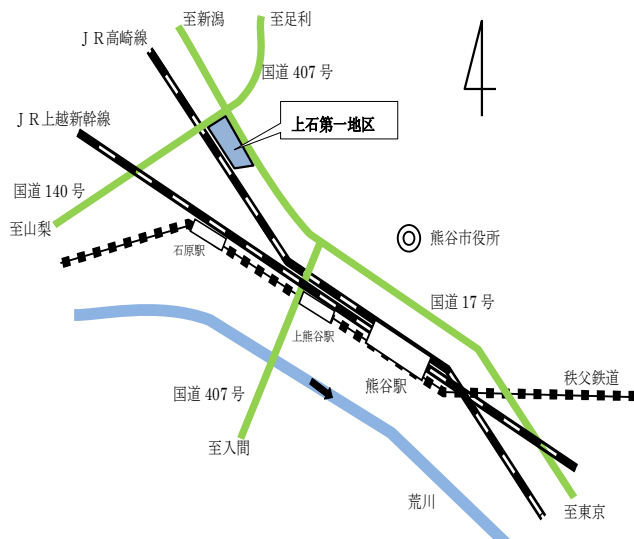 至新潟
至足利
ＪＲ高崎線
国道 407 号
ＪＲ上越新幹線
上石第一地区
国道 140 号
至山梨
石原駅
熊谷市役所
国道 17 号
上熊谷駅
熊谷駅
秩父鉄道
国道 407 号
至入間
荒川
至東京